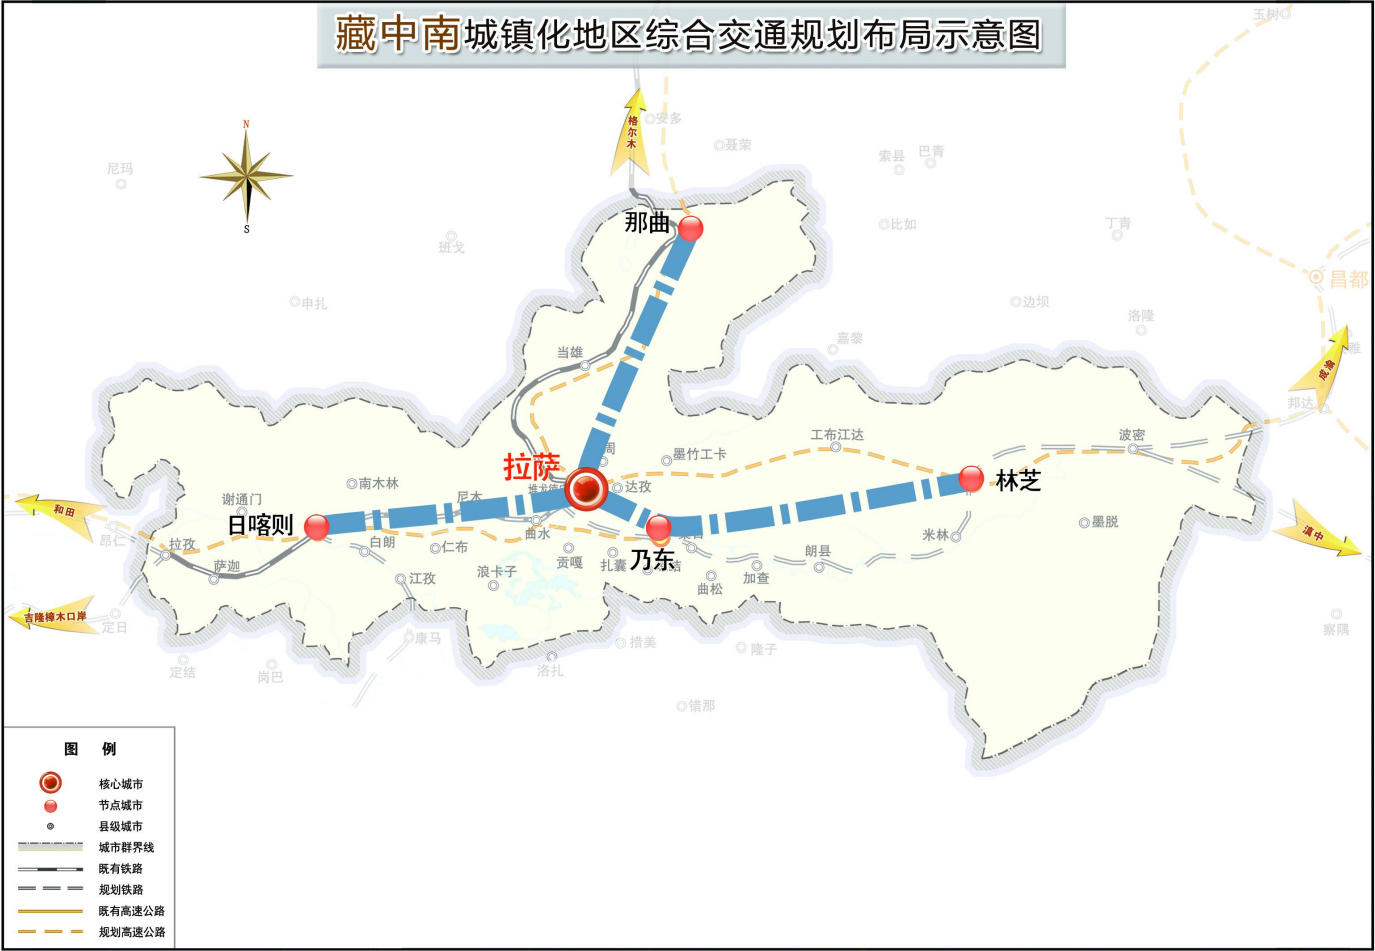 藏中南城镇化地区综合交通规划布局示意图
玉树
N
S
格尔木
安多
聂荣
索县
巴青
尼玛
那曲
比如
丁青
班戈
昌都
申扎
边坝
洛隆
嘉黎
当雄
成渝
邦达
工布江达
波密
拉萨
墨竹工卡
南木林
达孜
林芝
谢通门
尼木
和田
日喀则
墨脱
滇中
昂仁
拉孜
白朗
仁布
曲水
乃东
米林
朗县
贡嘎
扎囊
萨迦
江孜
浪卡子
加查
曲松
吉隆樟木口岸
定日
康马
措美
隆子
察隅
定结
岗巴
洛扎
错那
图 例
核心城市
节点城市
县级城市
城市群界线
既有铁路
规划铁路
既有高速公路
规划高速公路